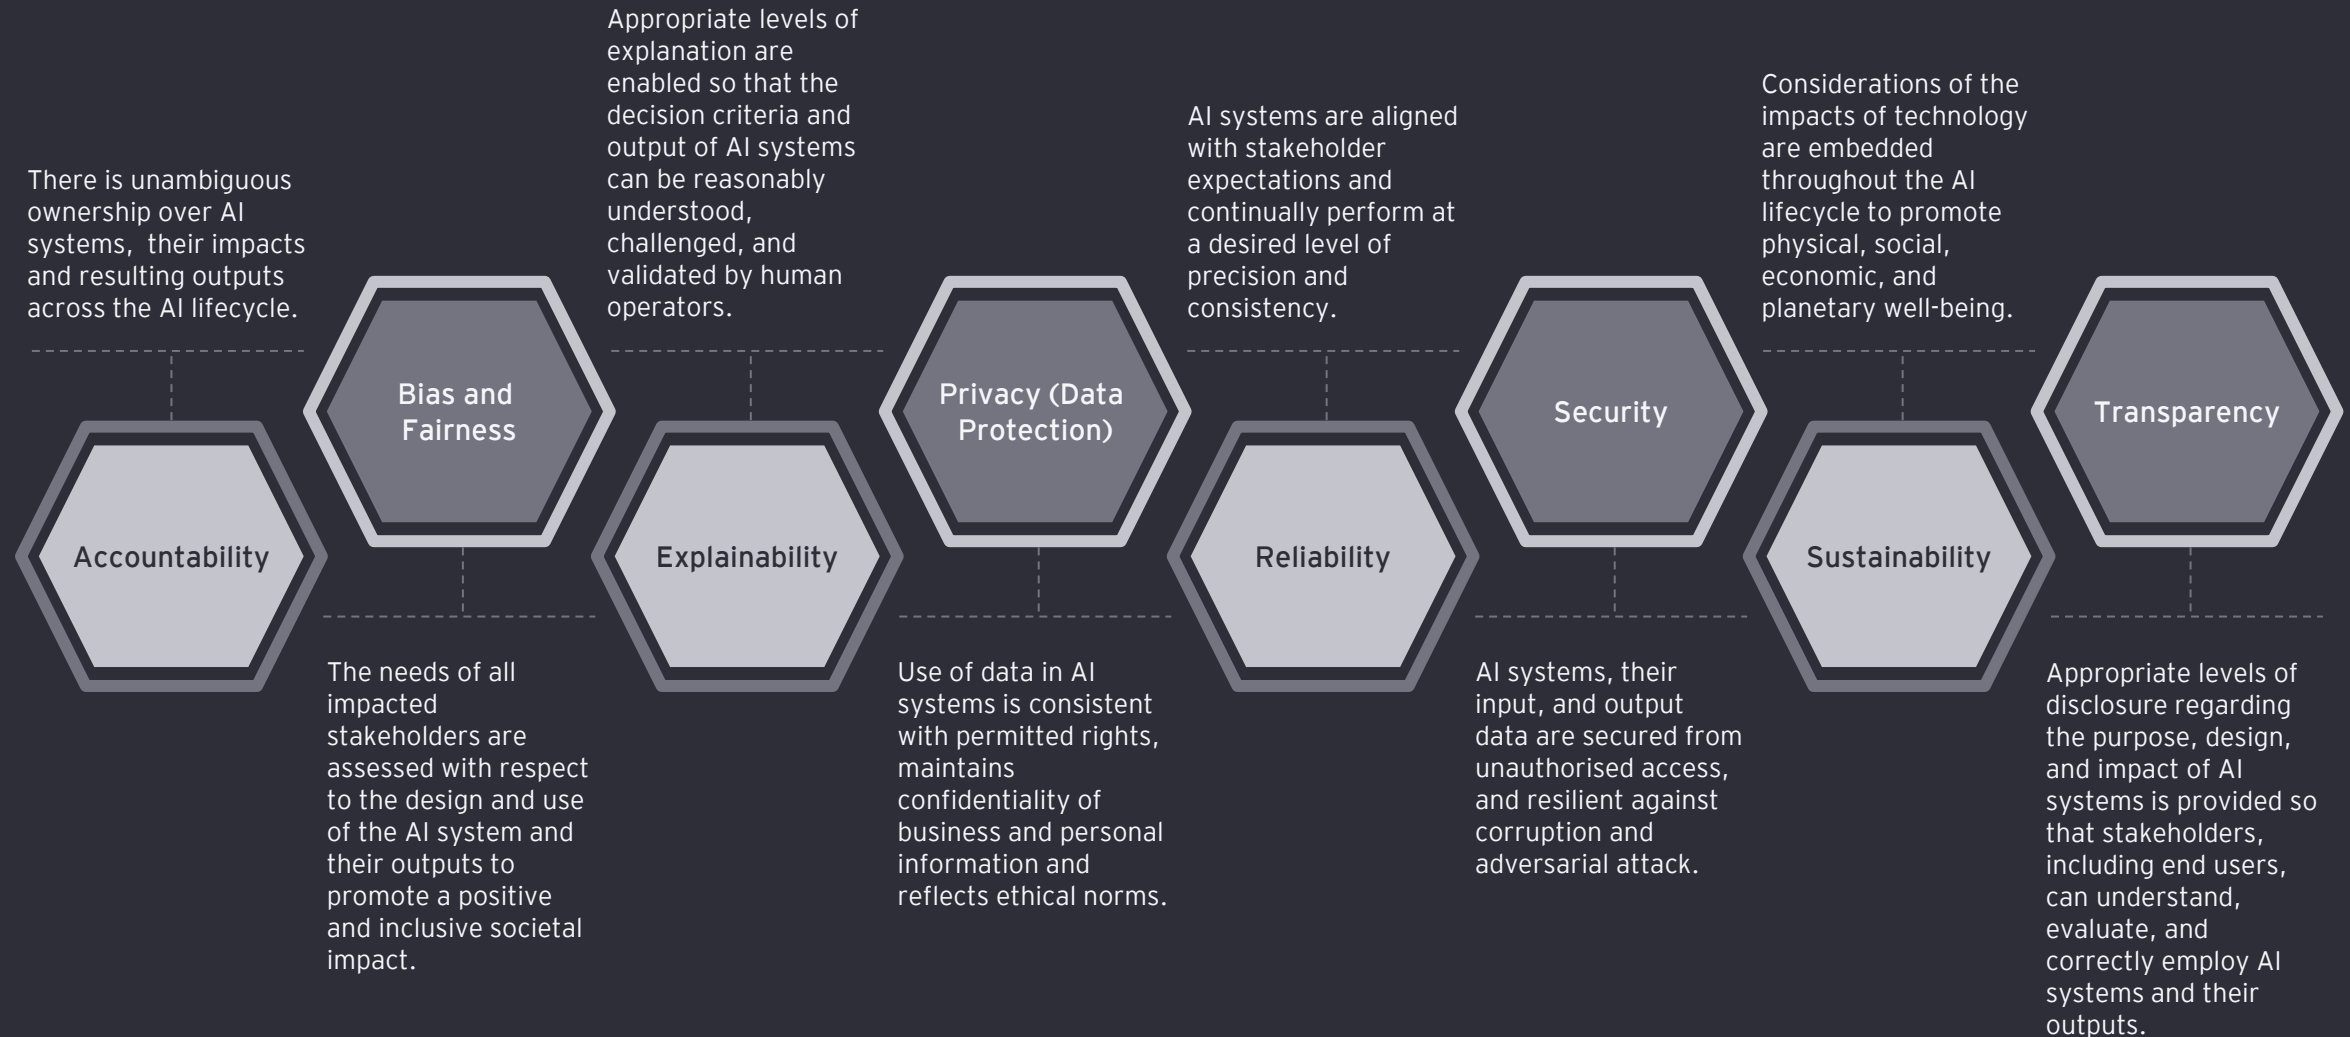 There is unambiguous
ownership over AI
systems,  their impacts
and resulting outputs
across the AI lifecycle.
Accountability
Bias and
Fairness
The needs of all
impacted
stakeholders are
assessed with respect
to the design and use
of the AI system and
their outputs to
promote a positive
and inclusive societal
impact.
Appropriate levels of
explanation are
enabled so that the
decision criteria and
output of AI systems
can be reasonably
understood,
challenged, and
validated by human
operators.
Explainability
Privacy (Data
Protection)
Use of data in AI
systems is consistent
with permitted rights,
maintains
confidentiality of
business and personal
information and
reflects ethical norms.
AI systems are aligned
with stakeholder
expectations and
continually perform at
a desired level of
precision and
consistency.
Reliability
Security
AI systems, their
input, and output
data are secured from
unauthorised access,
and resilient against
corruption and
adversarial attack.
Considerations of the
impacts of technology
are embedded
throughout the AI
lifecycle to promote
physical, social,
economic, and
planetary well-being.
Sustainability
Transparency
Appropriate levels of
disclosure regarding
the purpose, design,
and impact of AI
systems is provided so
that stakeholders,
including end users,
can understand,
evaluate, and
correctly employ AI
systems and their
outputs.